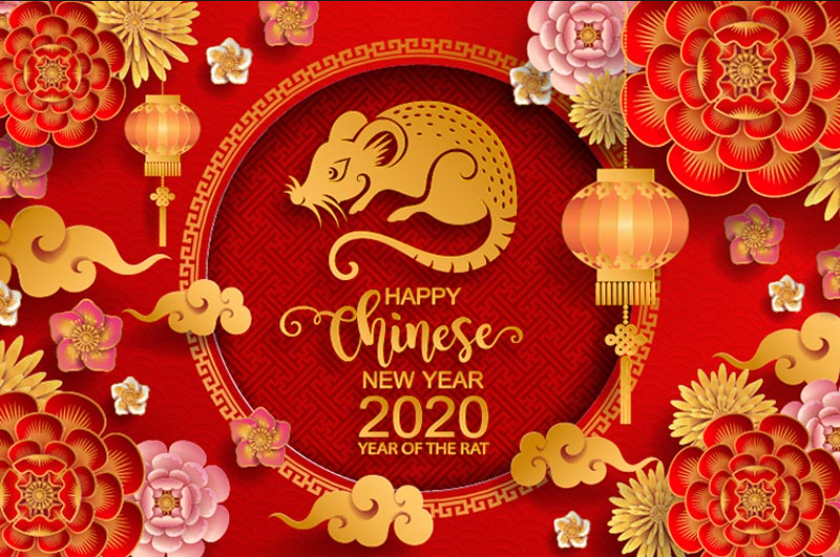 HAPPY
Chinese
NEW YEAR
2020
YEAR OF THE RAT